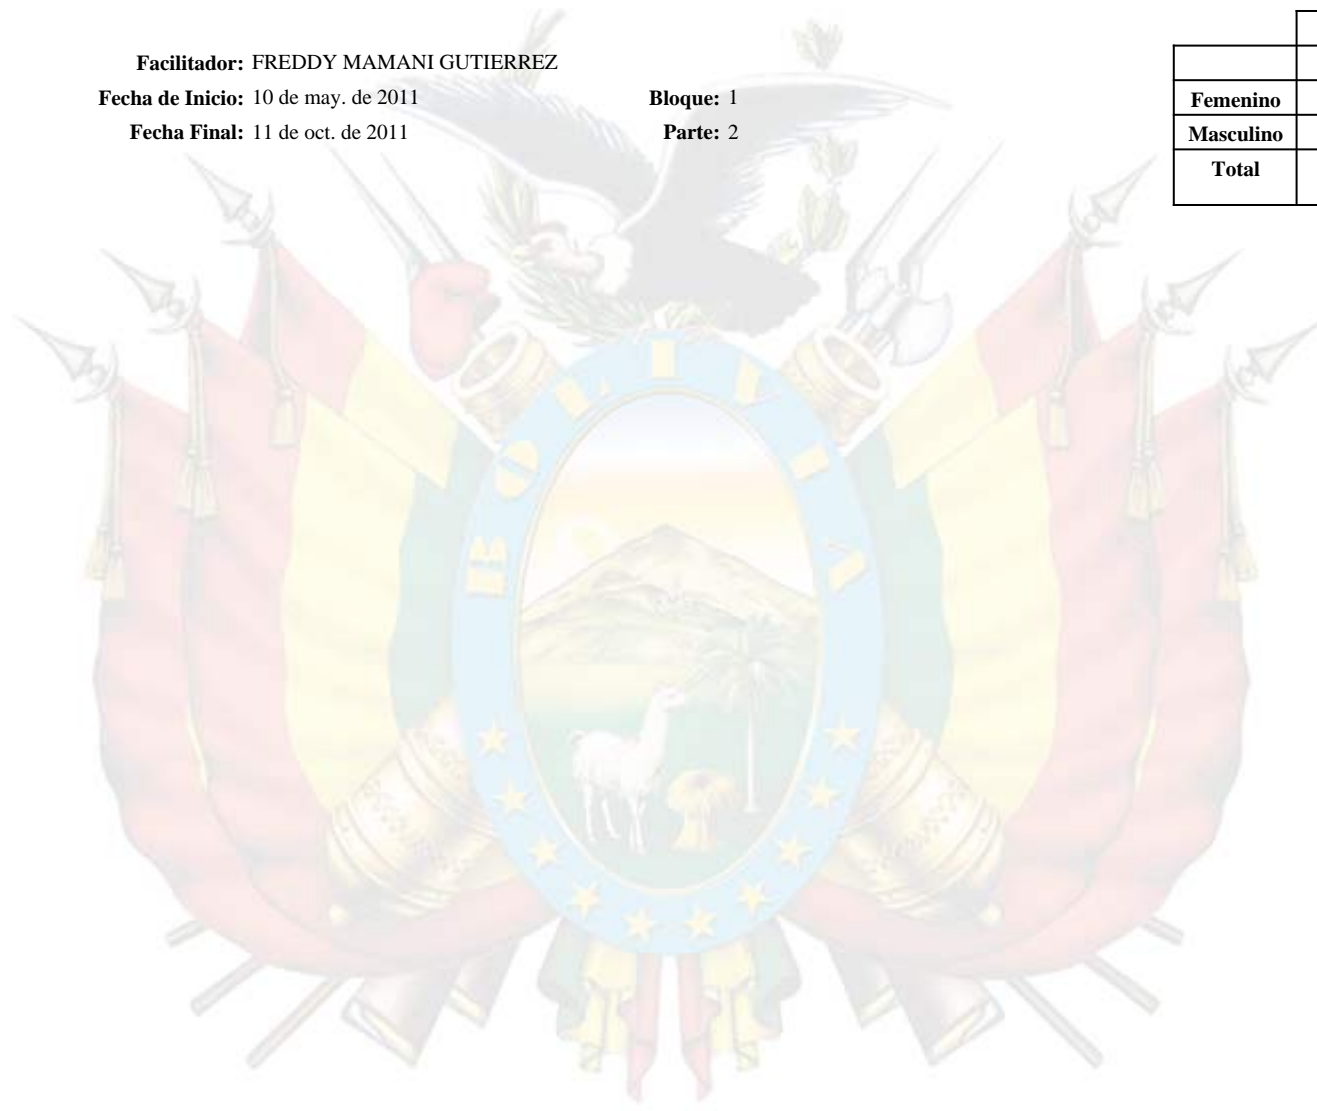 Facilitador: FREDDY MAMANI GUTIERREZ
Fecha de Inicio: 10 de may. de 2011 Bloque: 1
Fecha Final: 11 de oct. de 2011 Parte: 2
Femenino
Masculino
Total
BOLIVIA